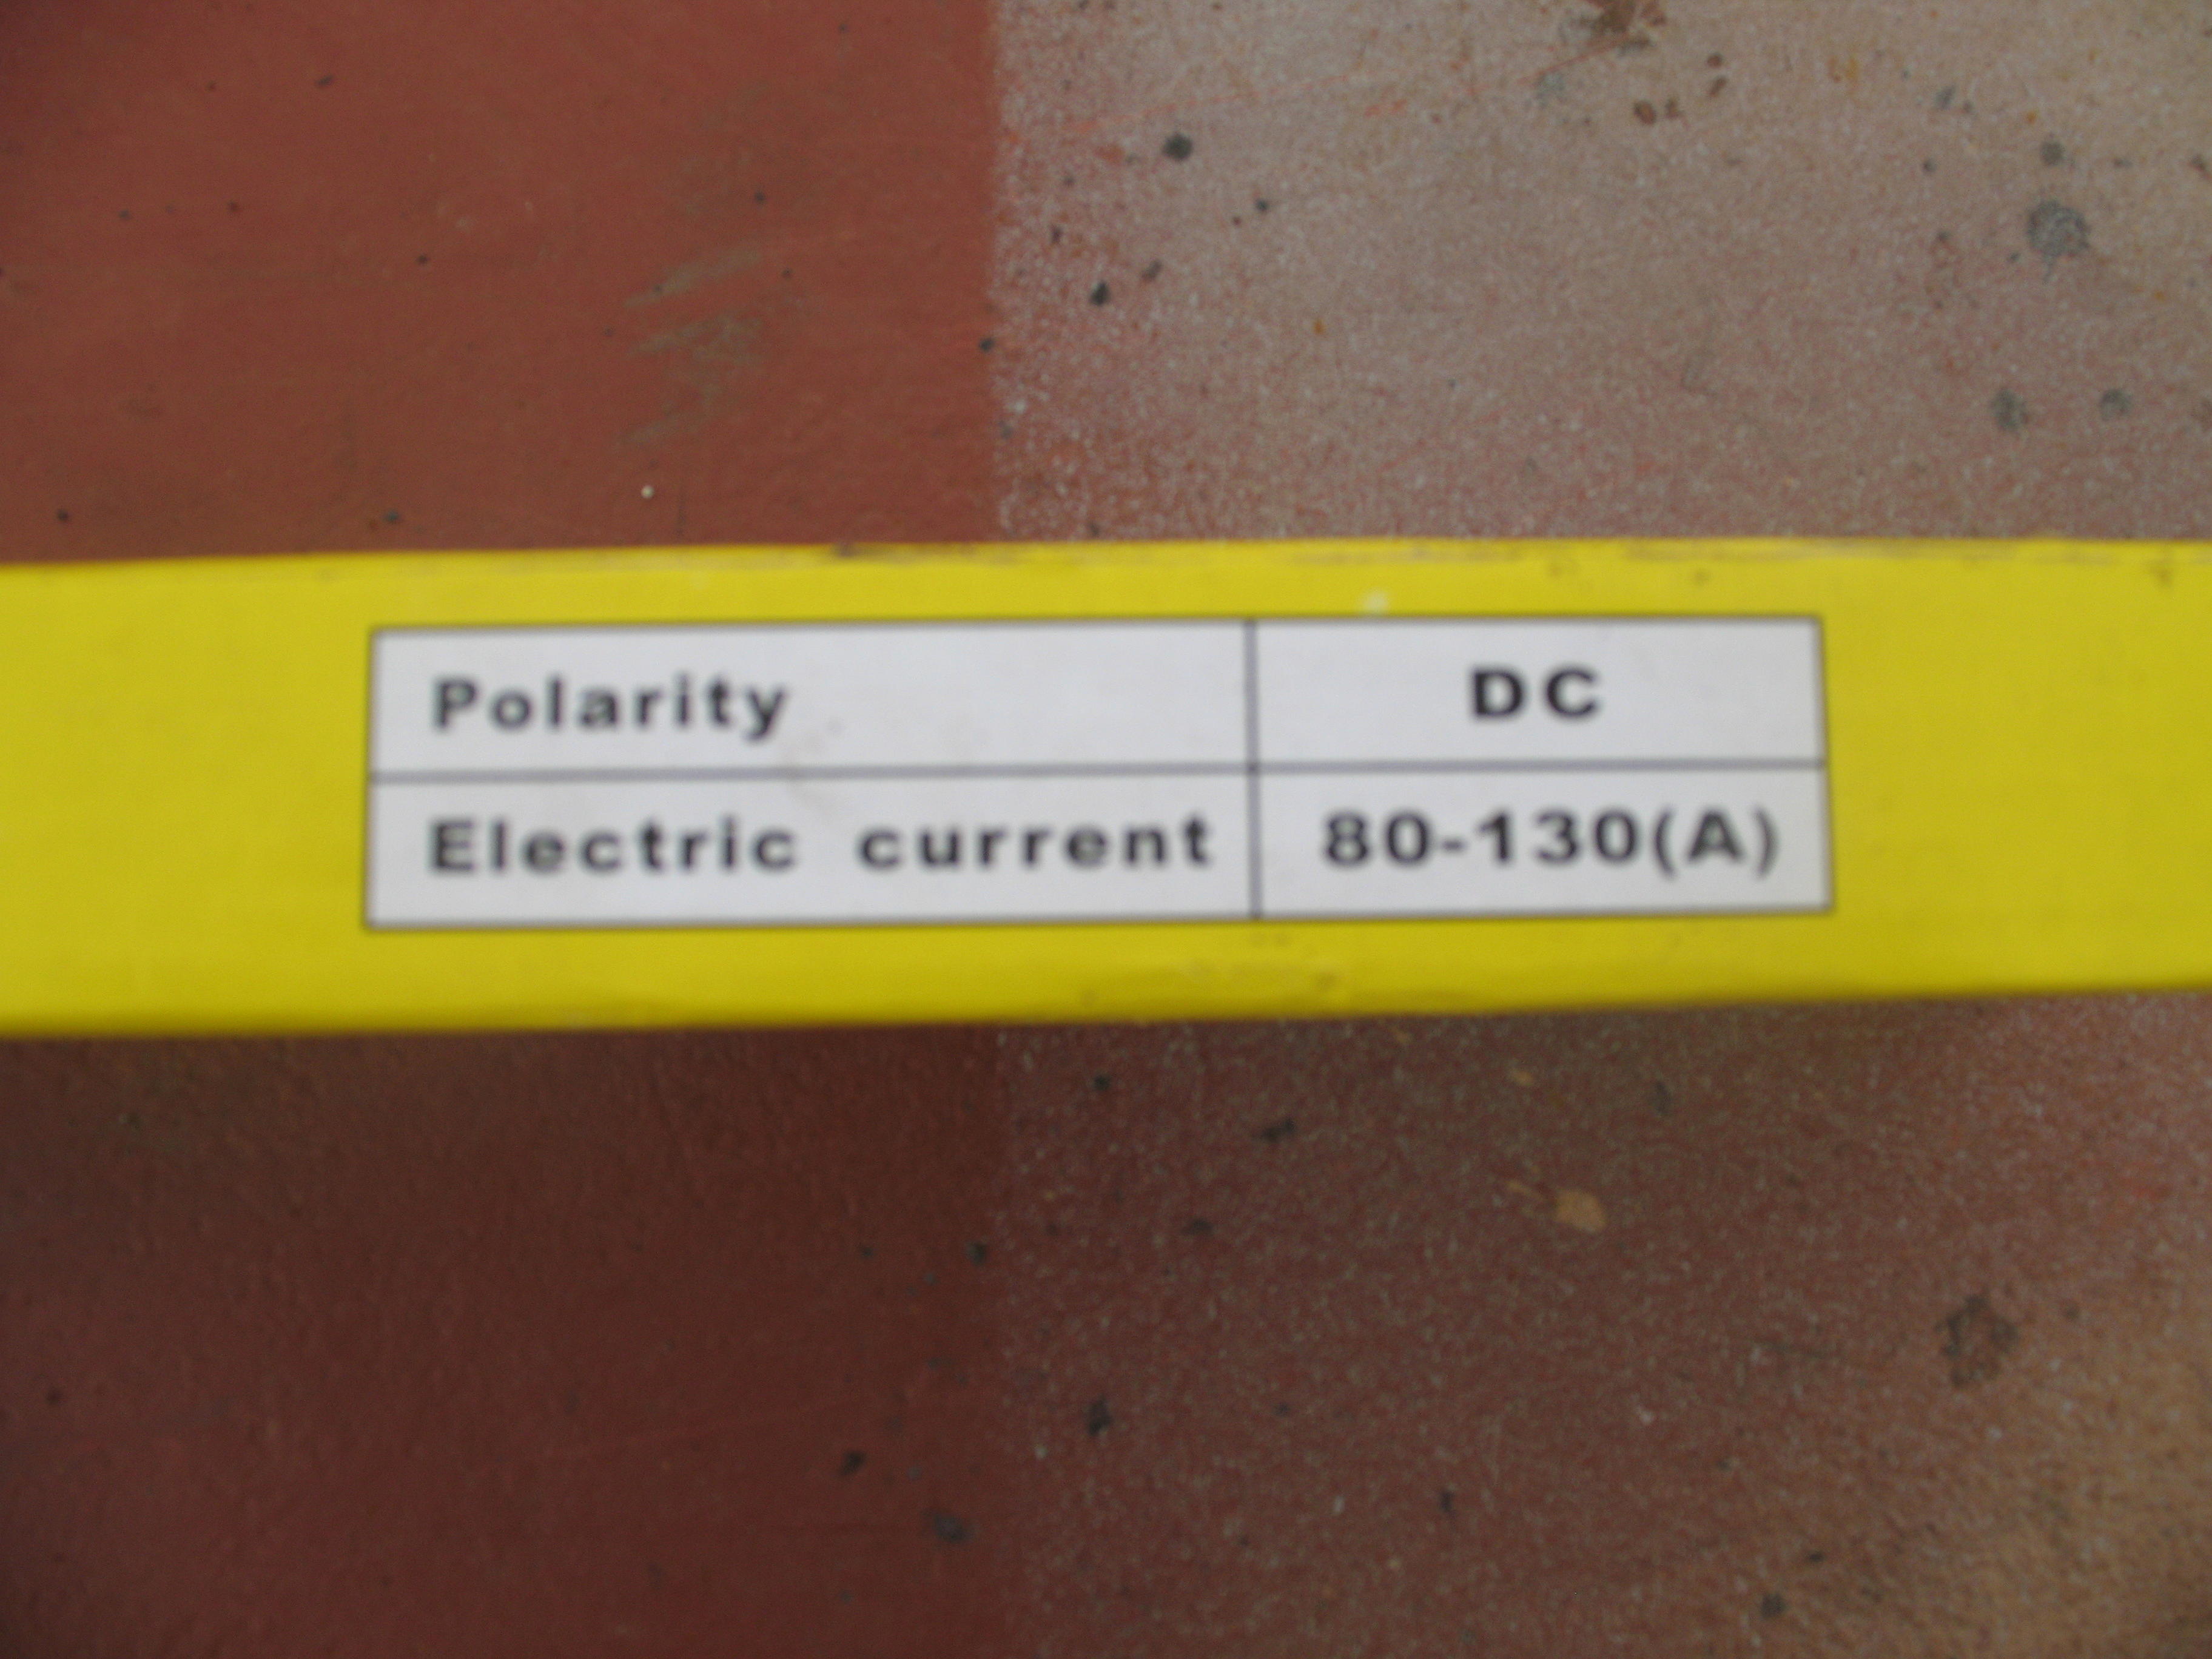 Polarity DC
Electric current 80-130(A)